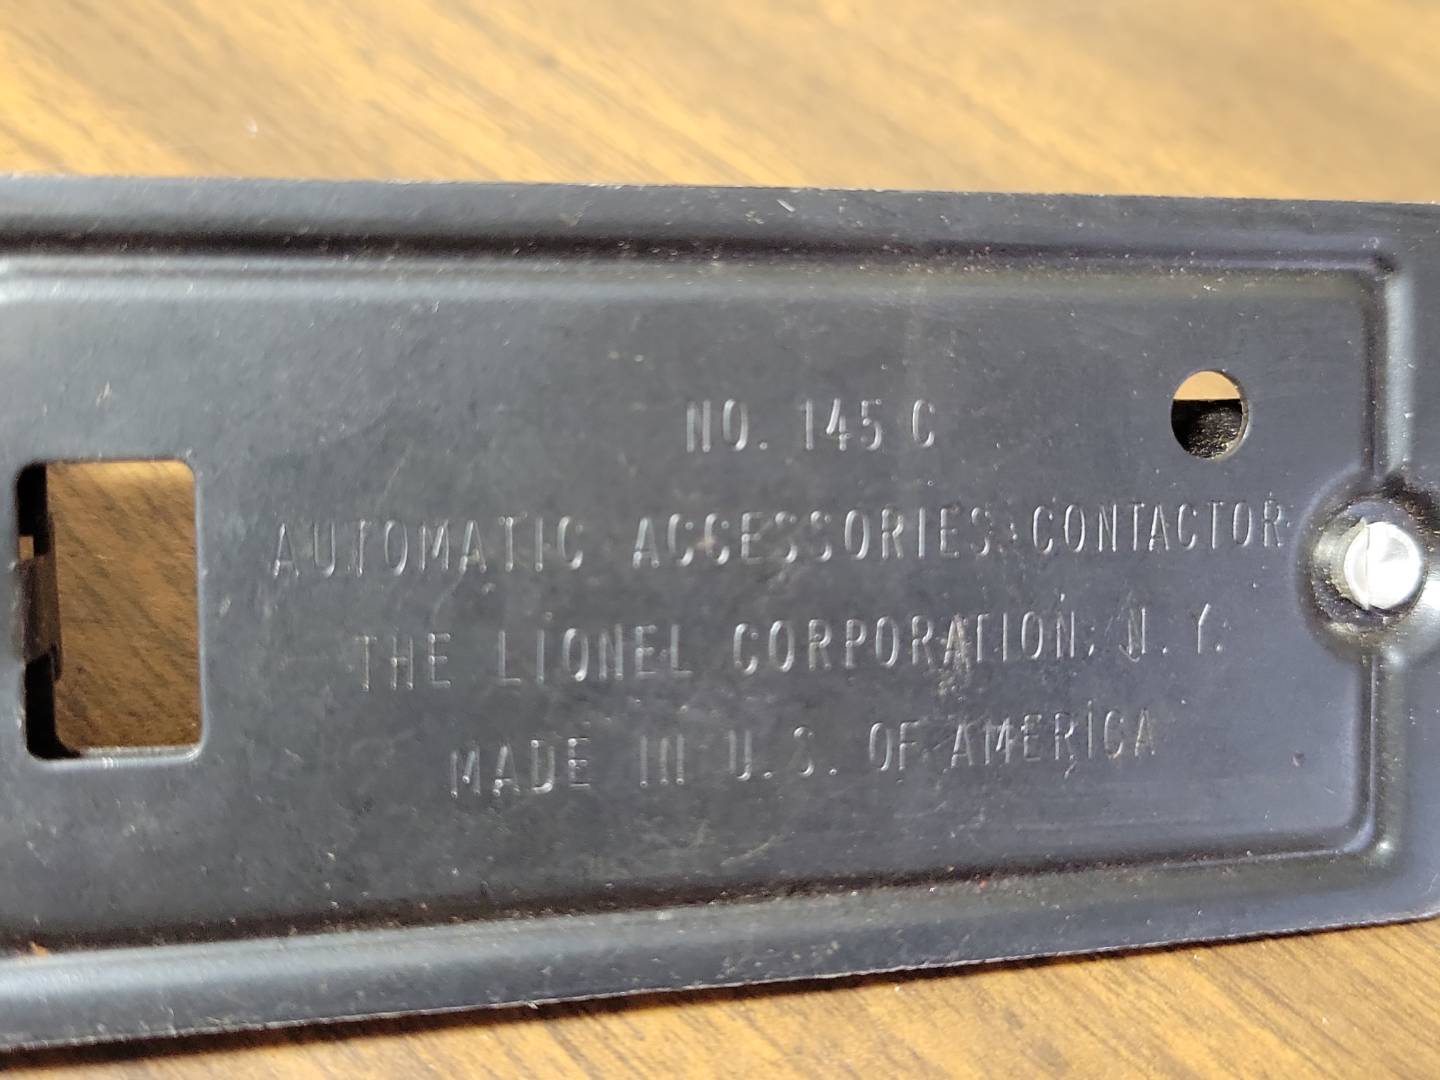 NO. 145 C
AUTOMATIC ACCESSORIES CONTACTOR
THE LIONEL CORPORATION, N. Y.
MADE IN U. S. OF AMERICA